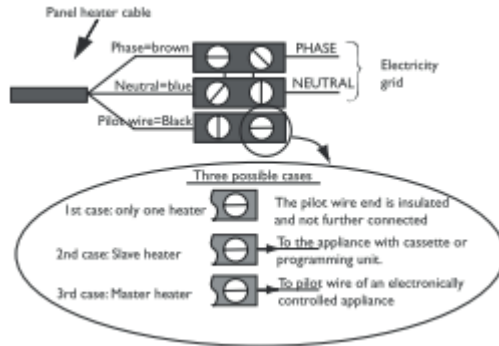 Panel heater cable
Phase=brown
PHASE
Neutral=blue
NEUTRAL
Electricity
grid
Pilot wire=Black
Three possible cases
1st case: only one heater
The pilot wire end is insulated
and not further connected
2nd case: Slave heater
To the appliance with cassette or
programming unit.
3rd case: Master heater
To pilot wire of an electronically
controlled appliance